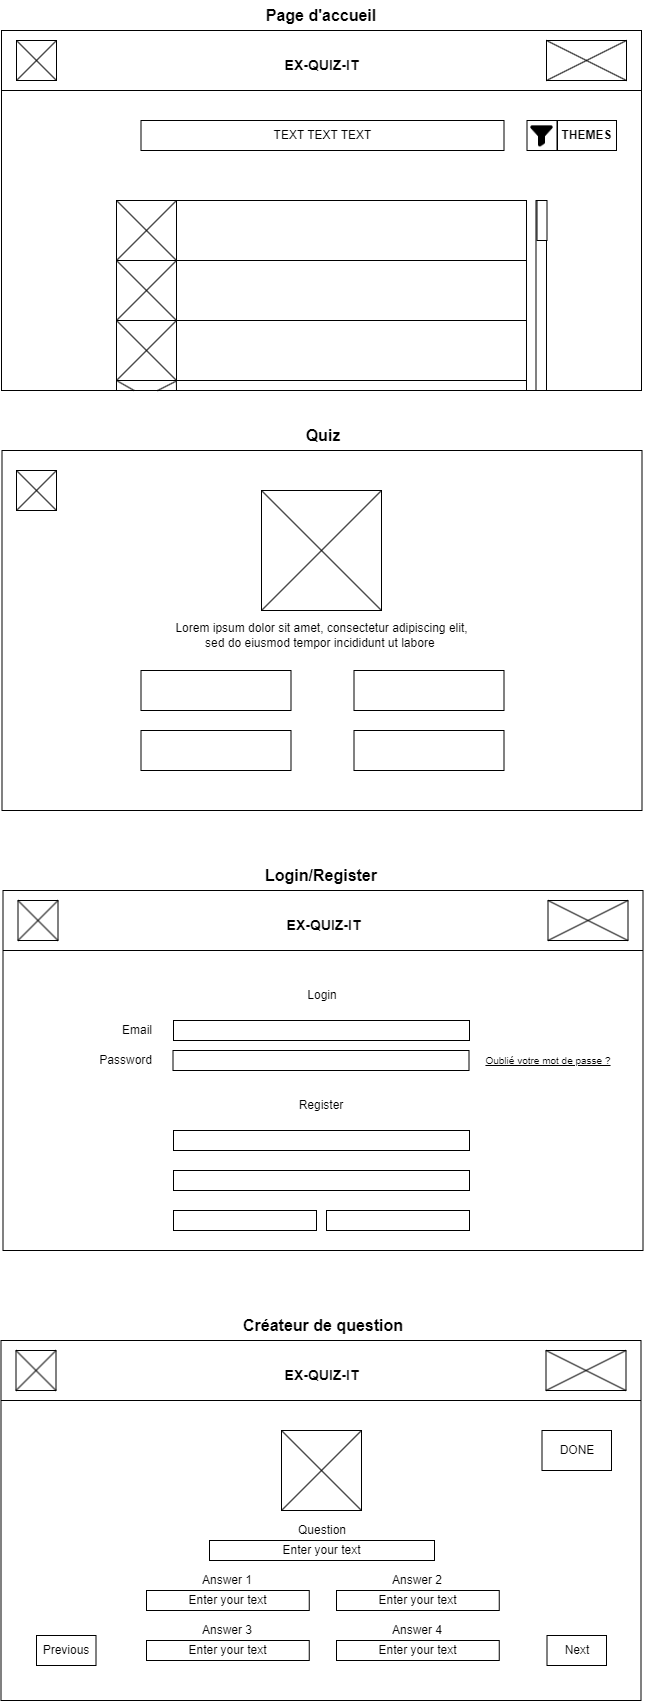 Page d'accueil
EX-QUIZ-IT
TEXT TEXT TEXT
THEMES
Quiz
Lorem ipsum dolor sit amet, consectetur adipiscing elit,
sed do eiusmod tempor incididunt ut labore
Login/Register
EX-QUIZ-IT
Login
Email
Password
Oublié votre mot de passe ?
Register
Créateur de question
EX-QUIZ-IT
DONE
Question
Enter your text
Answer 1
Answer 2
Enter your text
Enter your text
Answer 3
Answer 4
Previous
Enter your text
Enter your text
Next